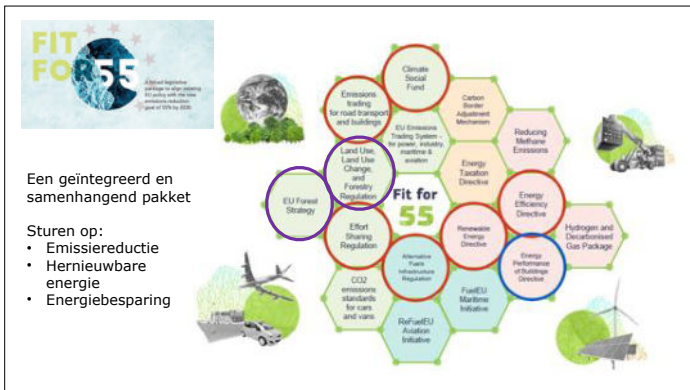 FIT
FOR 55
A broad legislative
package to align existing
EU policy with the new
emissions reduction
goal of 55% by 2030
Een geïntegreerd en
samenhangend pakket
Sturen op:
• Emissiereductie
• Hernieuwbare
energie
• Energiebesparing
Climate
Social
Fund
Emissions
trading
for road transport
and buildings
Carbon
Border
Adjustment
Mechanism
EU Emissions
Trading System -
for power, industry,
maritime &
aviation
Reducing
Methane
Emissions
Land Use,
Land Use
Change,
and
Forestry
Regulation
Energy
Taxation
Directive
EU Forest
Strategy
Fit for
55
Energy
Efficiency
Directive
Effort
Sharing
Regulation
Renewable
Energy
Directive
Hydrogen and
Decarbonised
Gas Package
Alternative
Fuels
Infrastructure
Regulation
Energy
Performance
of Buildings
Directive
CO2
emissions
standards
for cars
and vans
FuelEU
Maritime
Initiative
ReFuelEU
Aviation
Initiative